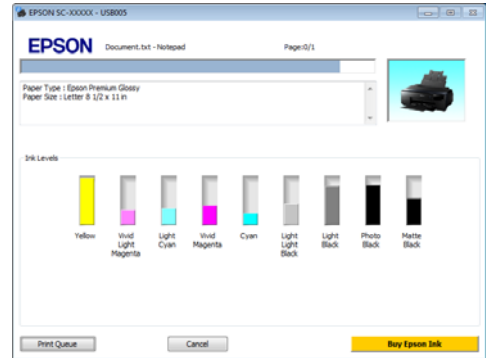 EPSON SC-XXXXX - USB005
EPSON
Document.txt - Notepad
Page:0/1
Paper Type : Epson Premium Glossy
Paper Size : Letter 8 1/2 x 11 in
Ink Levels
Yellow
Vivid
Light
Magenta
Light
Cyan
Vivid
Magenta
Cyan
Light
Light
Black
Light
Black
Photo
Black
Matte
Black
Print Queue
Cancel
Buy Epson Ink